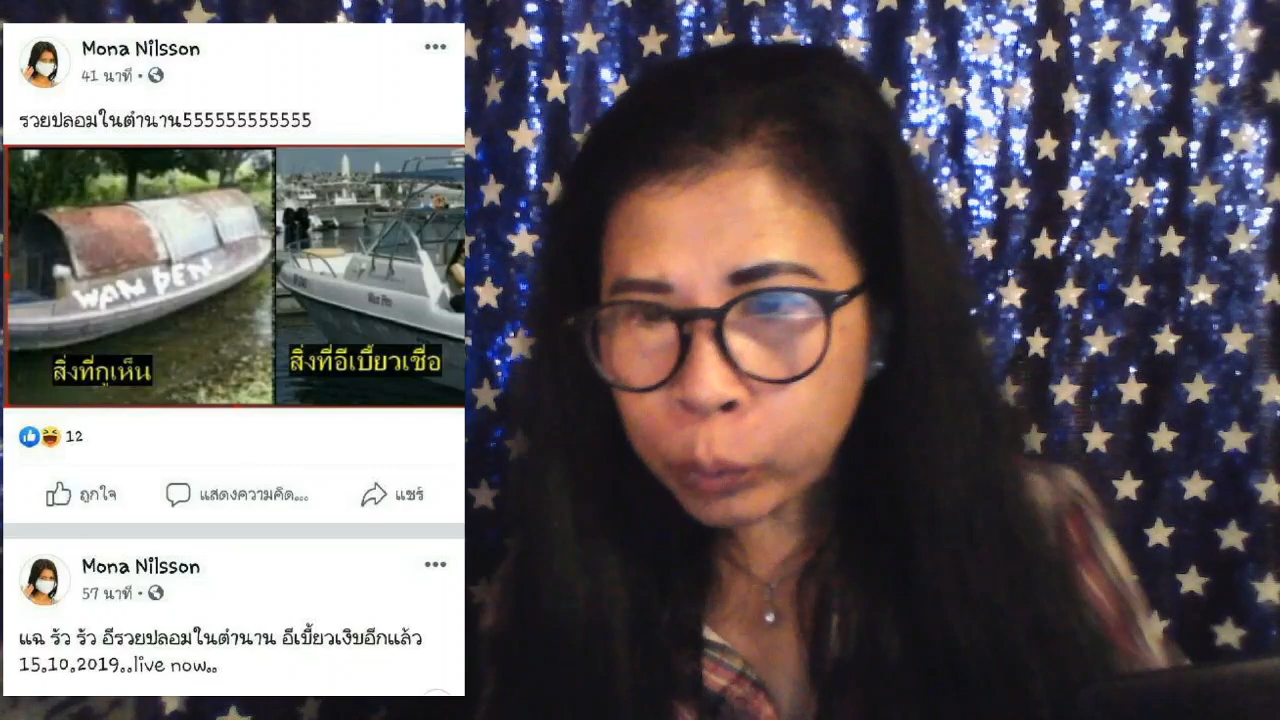 Mona Nilsson
41 นาที
รวยปลอมในตำนาน555555555555
WAN DEN
สิ่งที่กูเห็น
สิ่งที่อีเบี้ยวเชื่อ
12
ถูกใจ
แสดงความคิด...
แชร์
Mona Nilsson
57 นาที
แฉ รัว รัว อีรวยปลอมในตำนาน อีเบี้ยวเงิบอีกแล้ว
15.10.2019..live now..